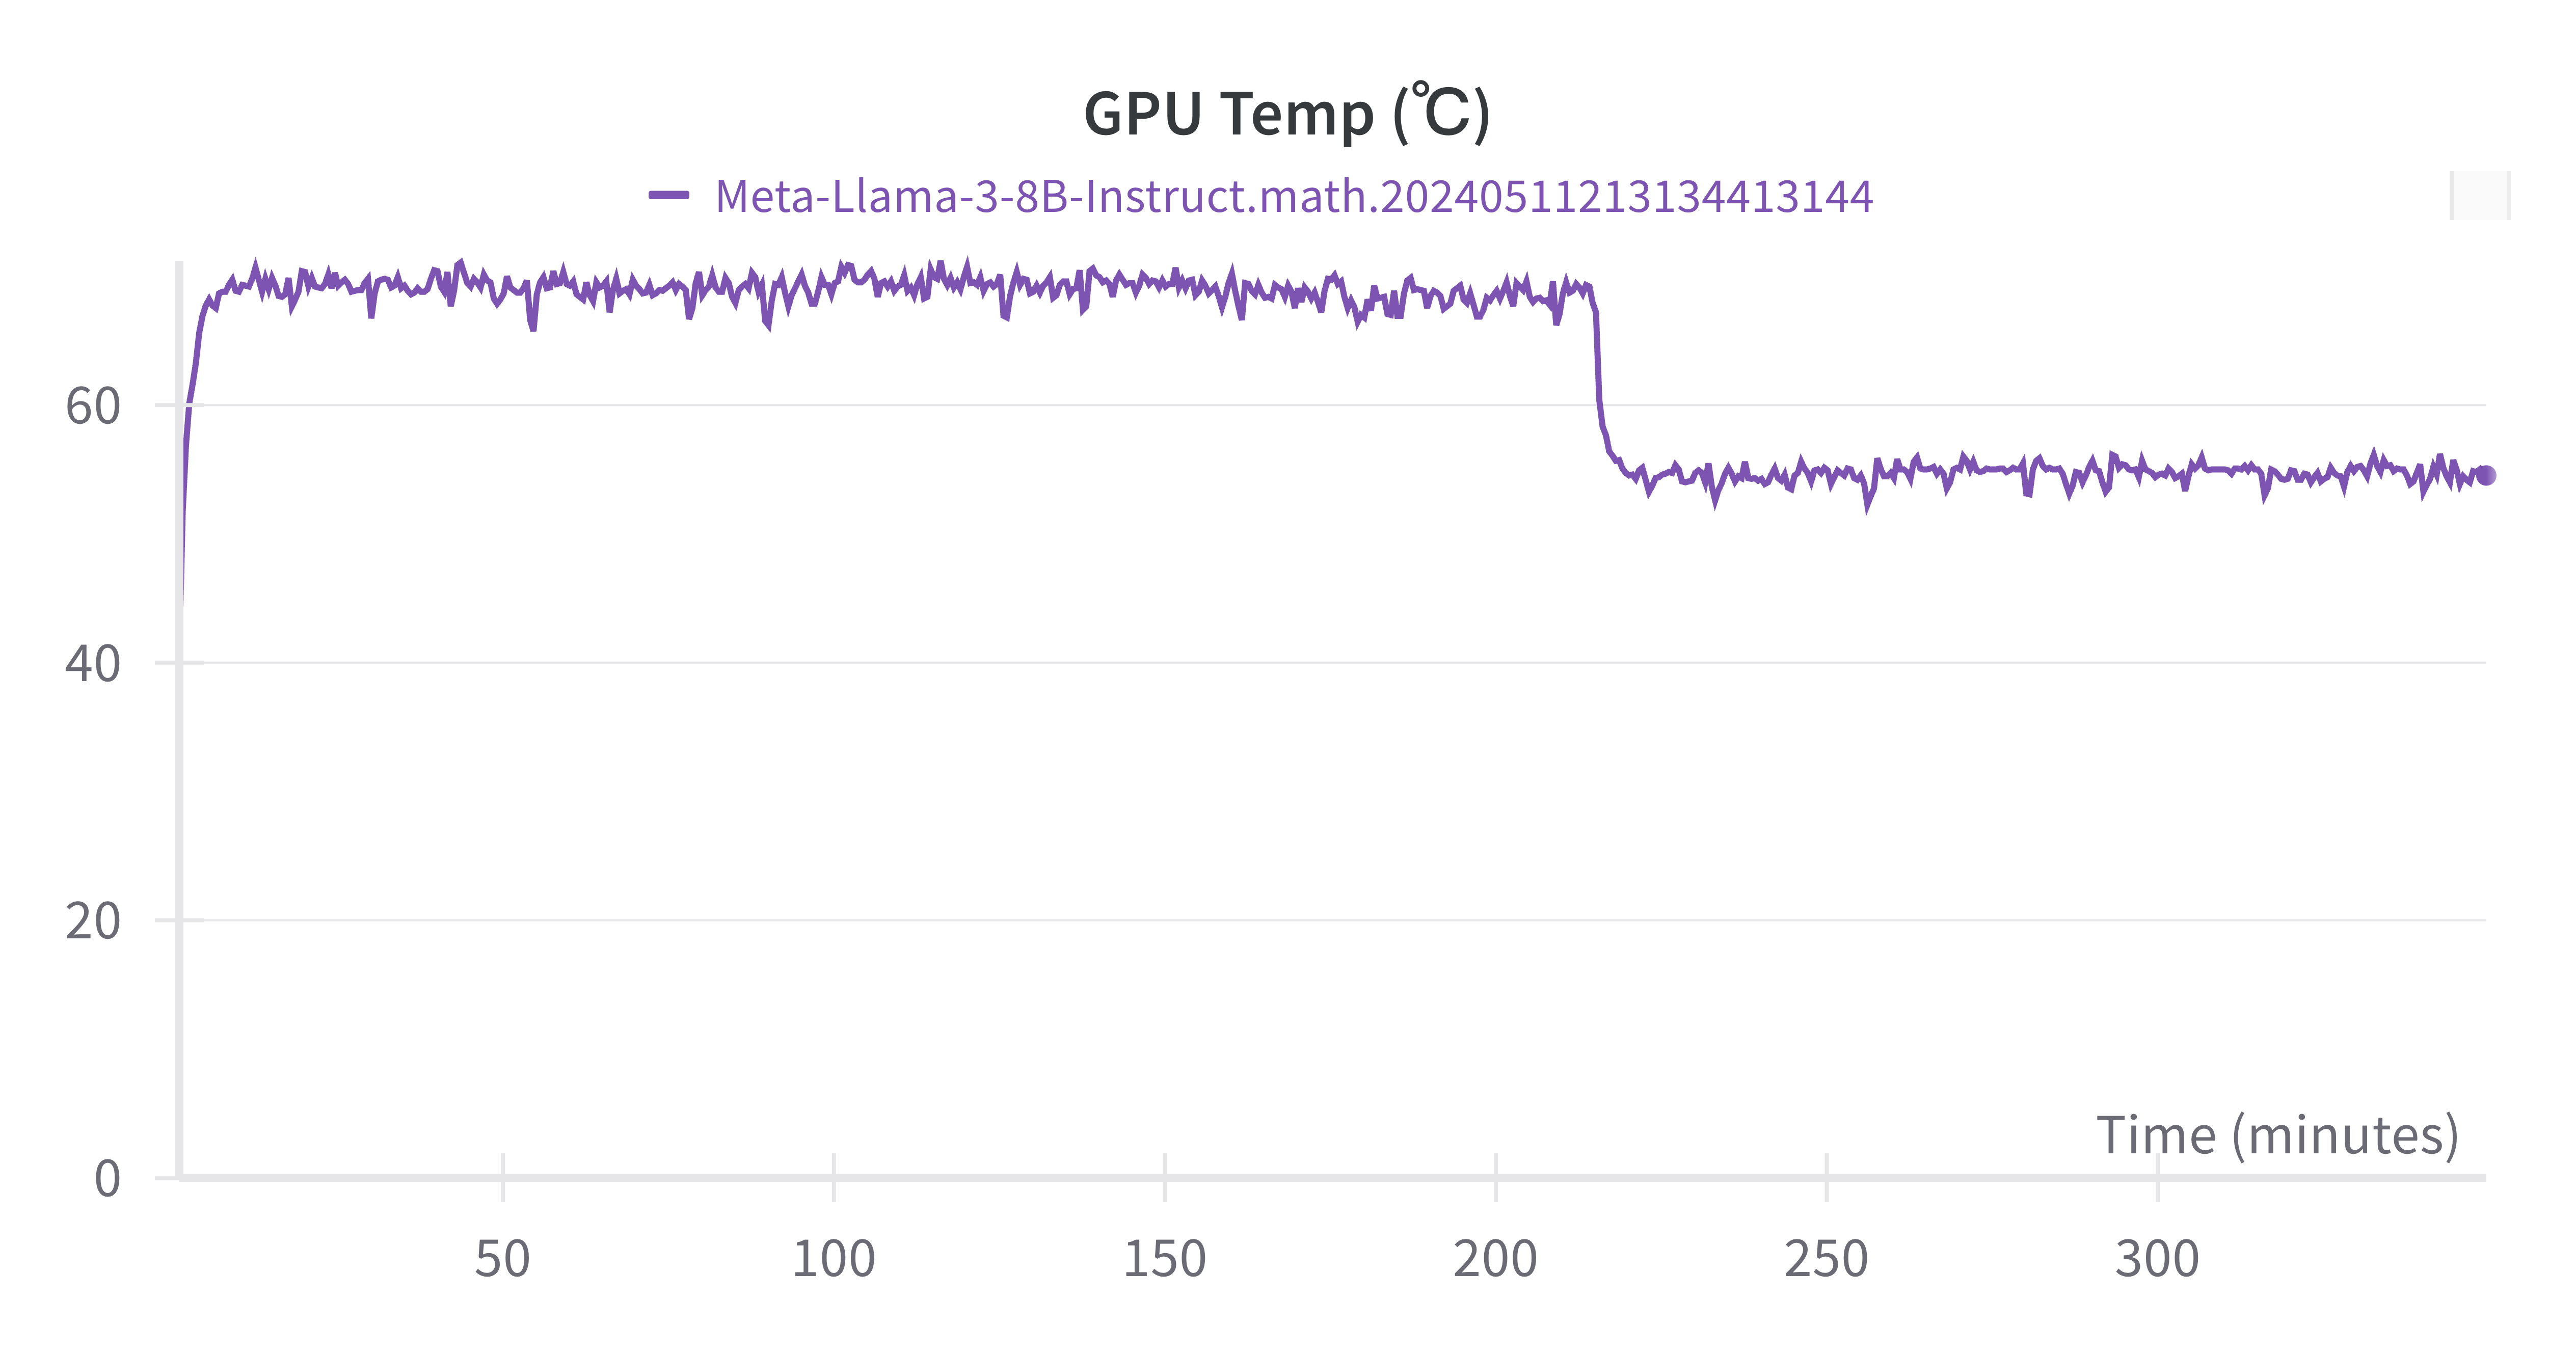 GPU Temp (℃)
Meta-Llama-3-8B-Instruct.math.20240511213134413144
60
40
20
0
Time (minutes)
50 100 150 200 250 300